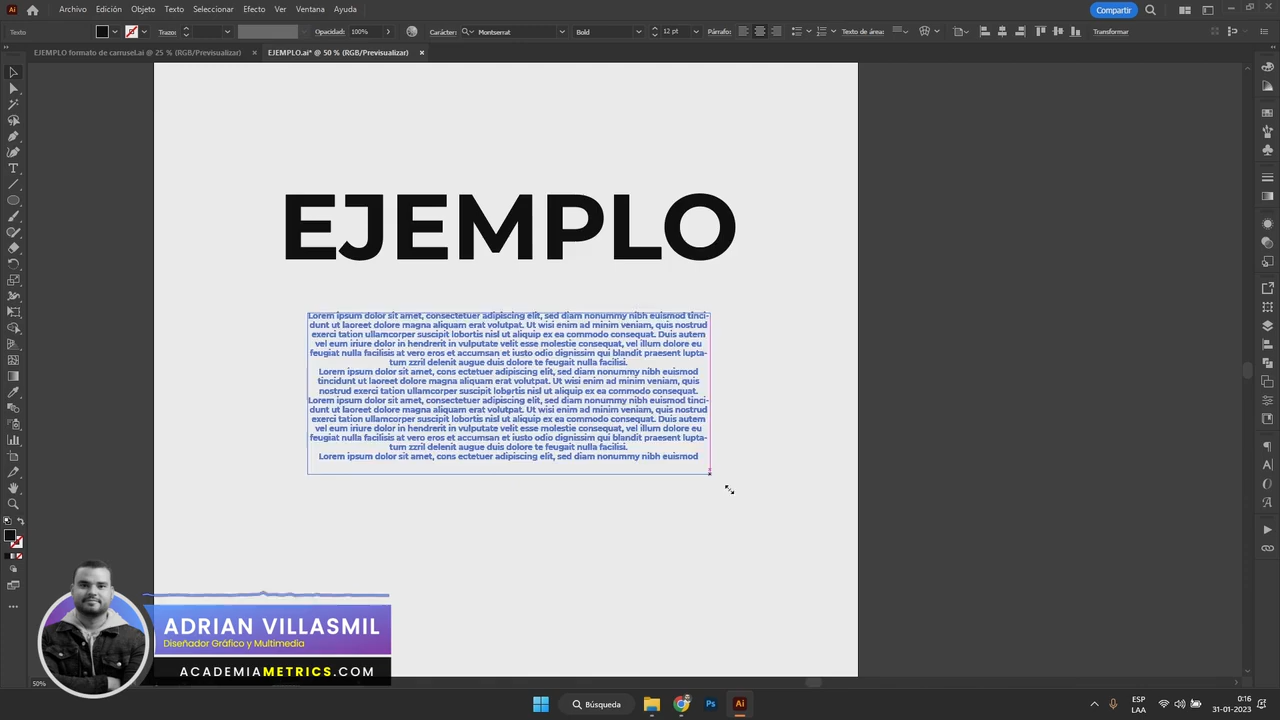 Archivo Edición Objeto Texto Seleccionar Efecto Ver Ventana Ayuda
Compartir
Texto Trazo: Opacidad: 100% Carácter: Montserrat Bold 12 pt Párrafo: Texto de área: Transformar
EJEMPLO formato de carrusel.ai @ 25 % (RGB/Previsualizar) × EJEMPLO.ai* @ 50 % (RGB/Previsualizar) ×
EJEMPLO
Lorem ipsum dolor sit amet, consectetuer adipiscing elit, sed diam nonummy nibh euismod tinci-
dunt ut laoreet dolore magna aliquam erat volutpat. Ut wisi enim ad minim veniam, quis nostrud
exerci tation ullamcorper suscipit lobortis nisl ut aliquip ex ea commodo consequat. Duis autem
vel eum iriure dolor in hendrerit in vulputate velit esse molestie consequat, vel illum dolore eu
feugiat nulla facilisis at vero eros et accumsan et iusto odio dignissim qui blandit praesent lupta-
tum zzril delenit augue duis dolore te feugait nulla facilisi.
Lorem ipsum dolor sit amet, cons ectetuer adipiscing elit, sed diam nonummy nibh euismod
tincidunt ut laoreet dolore magna aliquam erat volutpat. Ut wisi enim ad minim veniam, quis
nostrud exerci tation ullamcorper suscipit lobortis nisl ut aliquip ex ea commodo consequat.
Lorem ipsum dolor sit amet, consectetuer adipiscing elit, sed diam nonummy nibh euismod tinci-
dunt ut laoreet dolore magna aliquam erat volutpat. Ut wisi enim ad minim veniam, quis nostrud
exerci tation ullamcorper suscipit lobortis nisl ut aliquip ex ea commodo consequat. Duis autem
vel eum iriure dolor in hendrerit in vulputate velit esse molestie consequat, vel illum dolore eu
feugiat nulla facilisis at vero eros et accumsan et iusto odio dignissim qui blandit praesent lupta-
tum zzril delenit augue duis dolore te feugait nulla facilisi.
Lorem ipsum dolor sit amet, cons ectetuer adipiscing elit, sed diam nonummy nibh euismod
ADRIAN VILLASMIL
Diseñador Gráfico y Multimedia
ACADEMIAMETRICS.COM
50%
Búsqueda
ESP
LAA
0:16
31-01-2023